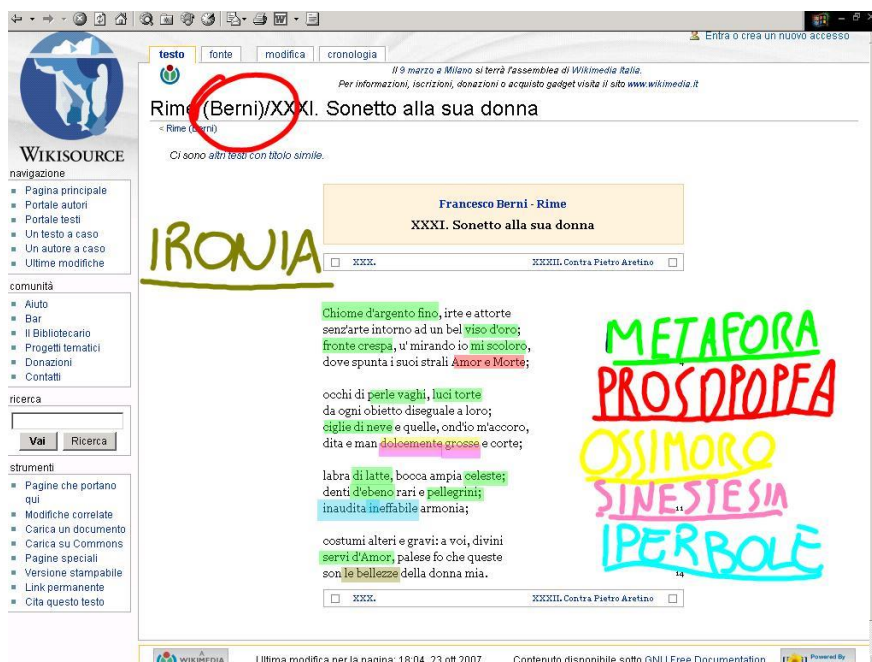 Entra o crea un nuovo accesso
testo fonte modifica cronologia
Il 9 marzo a Milano si terrà l'assemblea di Wikimedia Italia.
Per informazioni, iscrizioni, donazioni o acquisto gadget visita il sito www.wikimedia.it
Rime (Berni)/XXXI. Sonetto alla sua donna
< Rime (Berni)
Ci sono altri testi con titolo simile.
WIKISOURCE
navigazione
Pagina principale
Portale autori
Portale testi
Un testo a caso
Un autore a caso
Ultime modifiche
comunità
Aiuto
Bar
Il Bibliotecario
Progetti tematici
Donazioni
Contatti
ricerca
Vai Ricerca
strumenti
Pagine che portano
qui
Modifiche correlate
Carica un documento
Carica su Commons
Pagine speciali
Versione stampabile
Link permanente
Cita questo testo
Francesco Berni - Rime
XXXI. Sonetto alla sua donna
IRONIA
XXX. XXXII. Contra Pietro Aretino
Chiome d'argento fino, irte e attorte
senz'arte intorno ad un bel viso d'oro;
fronte crespa, u' mirando io mi scoloro,
dove spunta i suoi strali Amor e Morte;
occhi di perle vaghi, luci torte
da ogni obietto diseguale a loro;
ciglie di neve e quelle, ond'io m'accoro,
dita e man dolcemente grosse e corte;
labra di latte, bocca ampia celeste;
denti d'ebeno rari e pellegrini;
inaudita ineffabile armonia; 11
costumi alteri e gravi: a voi, divini
servi d'Amor, palese fo che queste
son le bellezze della donna mia. 14
METAFORA
PROSOPOPEA
OSSIMORO
SINESTESIA
IPERBOLE
XXX. XXXII. Contra Pietro Aretino
A
WIKIMEDIA
Ultima modifica per la pagina: 18:04, 23 ott 2007. Contenuto disponibile sotto GNU Free Documentation
Powered By